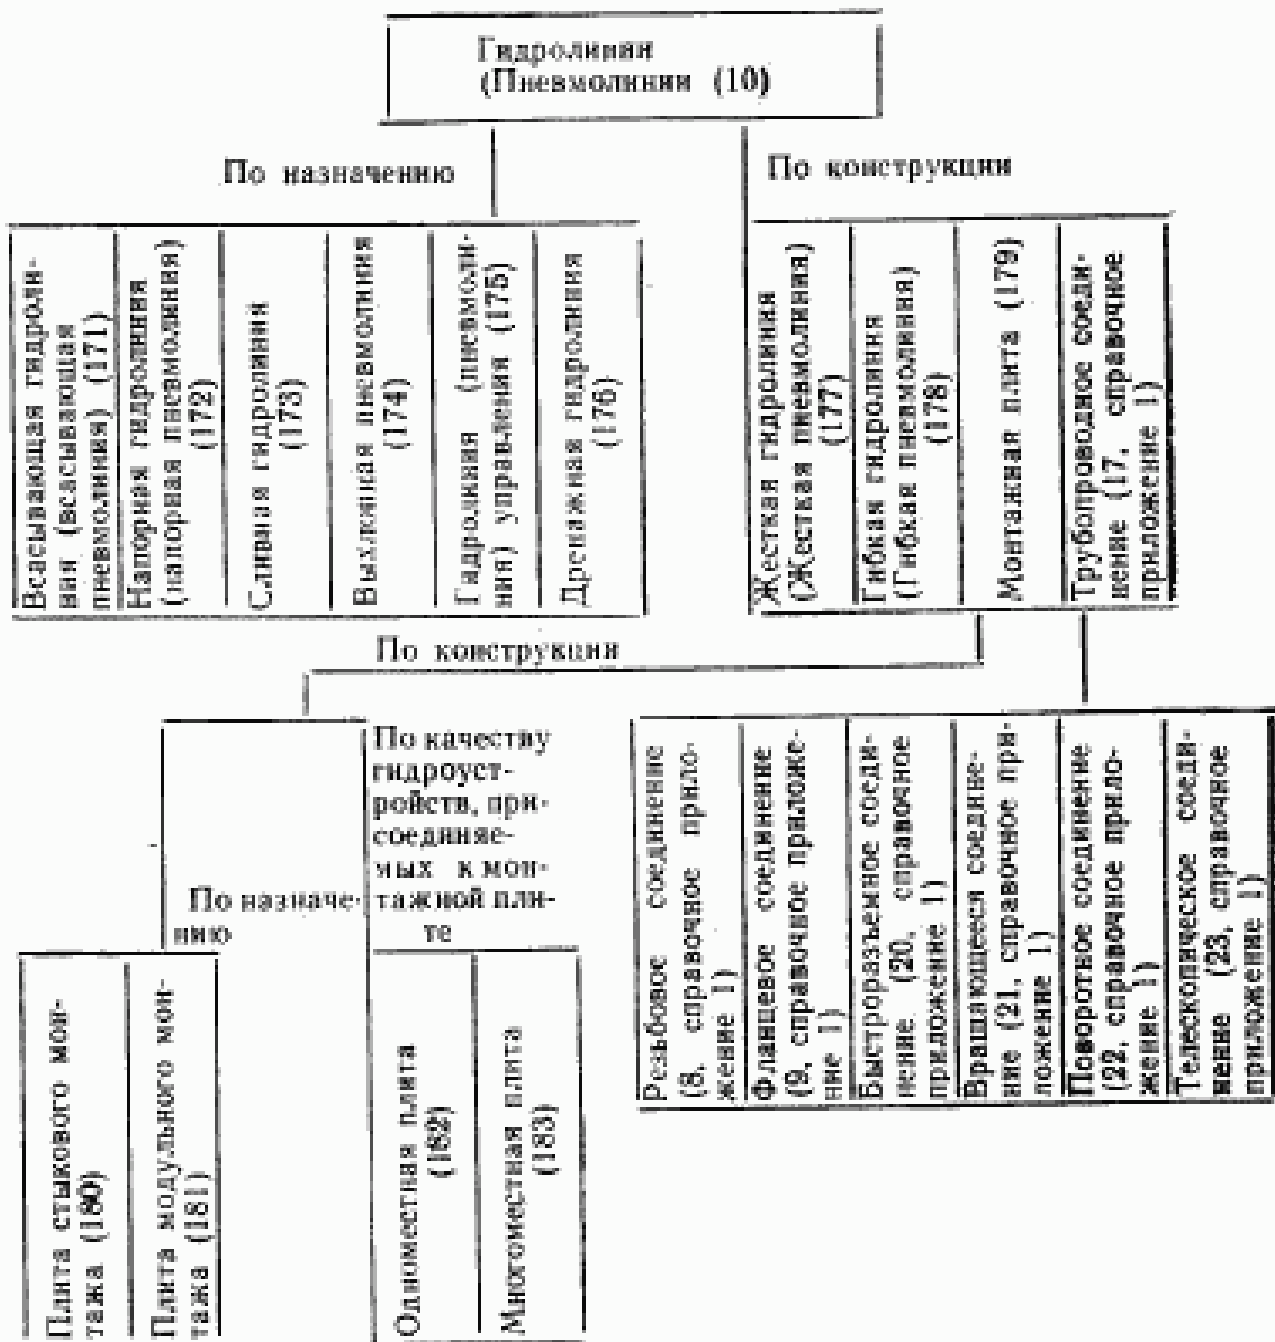 Гидролинии
(Пневмолинии (10)
По назначению
По конструкции
Всасывающая гидроли-
ния (всасывающая
пневмолиния) (171)
Напорная гидролиния
(напорная пневмолиния)
(172)
Сливная гидролиния
(173)
Выхлопная пневмолиния
(174)
Гидролиния (пневмоли-
ния) управления (175)
Дренажная гидролиния
(176)
Жесткая гидролиния
(Жесткая пневмолиния)
(177)
Гибкая гидролиния
(Гибкая пневмолиния)
(178)
Монтажная плита (179)
Трубопроводное соеди-
нение (17, справочное
приложение 1)
По конструкции
По назначе-
нию
По качеству
гидроуст-
ройств, при-
соединяе-
мых к мон-
тажной пли-
те
Плита стыкового мон-
тажа (180)
Плита модульного мон-
тажа (181)
Одноместная плита
(182)
Многоместная плита
(183)
Резьбовое соединение
(8, справочное прило-
жение 1)
Фланцевое соединение
(9, справочное приложе-
ние 1)
Быстроразъемное соеди-
нение (20, справочное
приложение 1)
Вращающееся соедине-
ние (21, справочное при-
ложение 1)
Поворотное соединение
(22, справочное прило-
жение 1)
Телескопическое соеди-
нение (23, справочное
приложение 1)